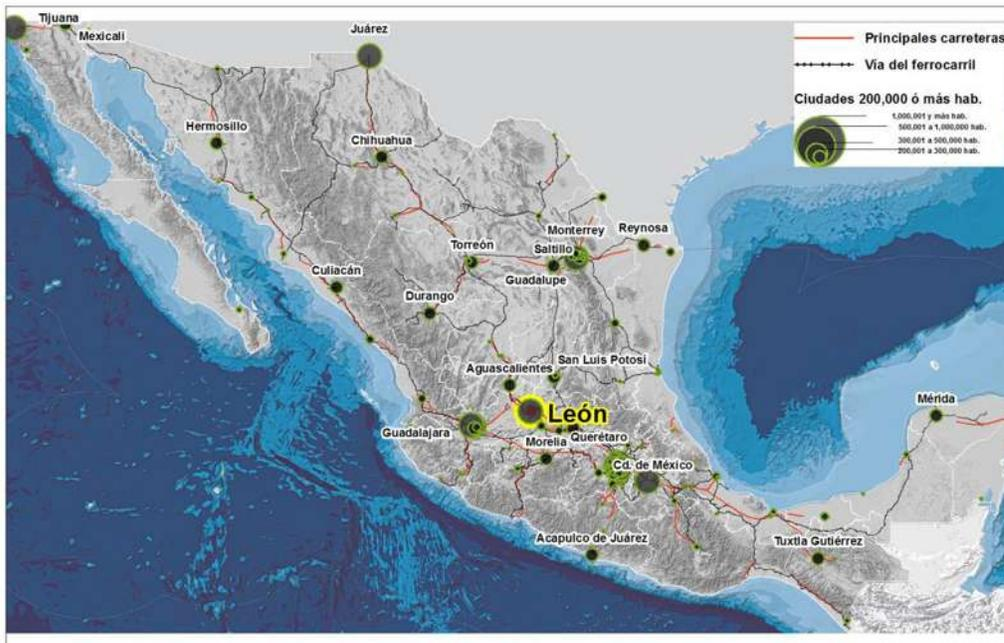 Tijuana
Mexicali
Juárez
Principales carreteras
Vía del ferrocarril
Ciudades 200,000 ó más hab.
1,000,001 y más hab.
500,001 a 1,000,000 hab.
300,001 a 500,000 hab.
200,001 a 300,000 hab.
Hermosillo
Chihuahua
Monterrey
Reynosa
Torreón
Saltillo
Guadalupe
Culiacán
Durango
San Luis Potosí
Aguascalientes
León
Mérida
Guadalajara
Querétaro
Morelia
Cd. de México
Acapulco de Juárez
Tuxtla Gutiérrez